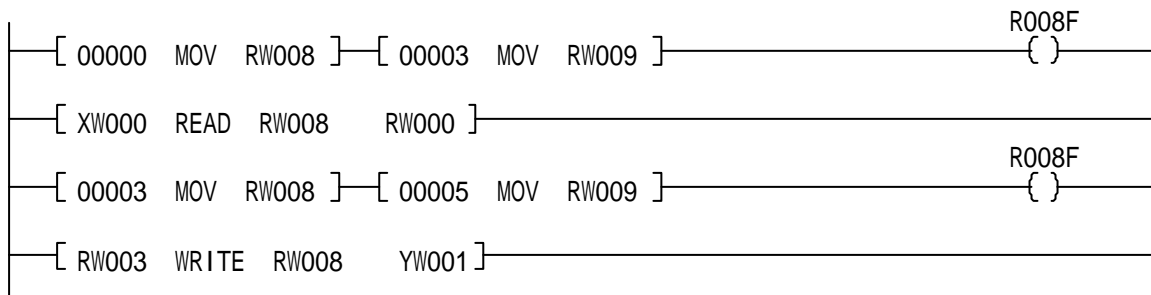 R008F
00000 MOV RW008 00003 MOV RW009
XW000 READ RW008 RW000
R008F
00003 MOV RW008 00005 MOV RW009
RW003 WRITE RW008 YW001